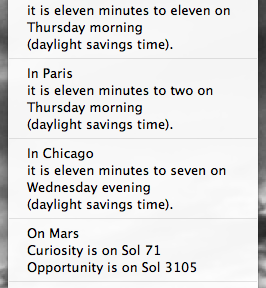 it is eleven minutes to eleven on
Thursday morning
(daylight savings time).
In Paris
it is eleven minutes to two on
Thursday morning
(daylight savings time).
In Chicago
it is eleven minutes to seven on
Wednesday evening
(daylight savings time).
On Mars
Curiosity is on Sol 71
Opportunity is on Sol 3105